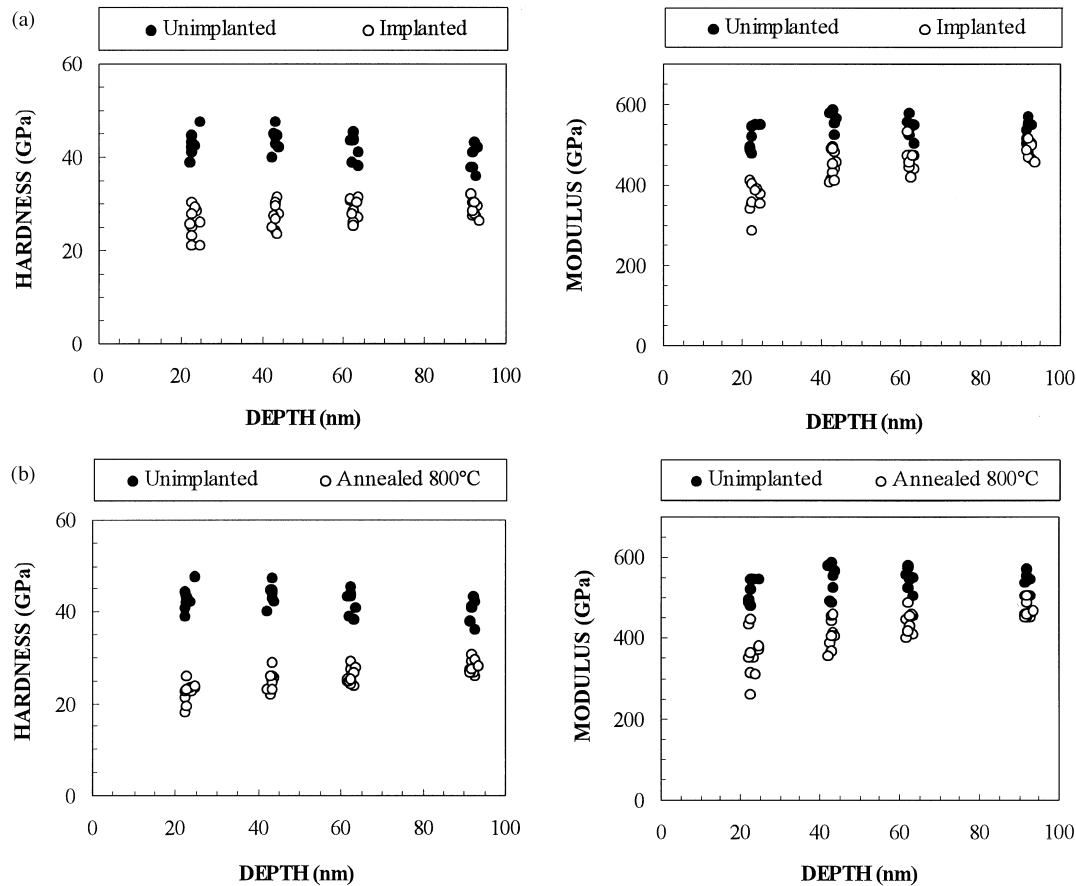 (a)
Unimplanted Implanted
HARDNESS (GPa)
60
40
20
0
0 20 40 60 80 100
DEPTH (nm)
Unimplanted Implanted
MODULUS (GPa)
600
400
200
0
0 20 40 60 80 100
DEPTH (nm)
(b)
Unimplanted Annealed 800°C
HARDNESS (GPa)
60
40
20
0
0 20 40 60 80 100
DEPTH (nm)
Unimplanted Annealed 800°C
MODULUS (GPa)
600
400
200
0
0 20 40 60 80 100
DEPTH (nm)